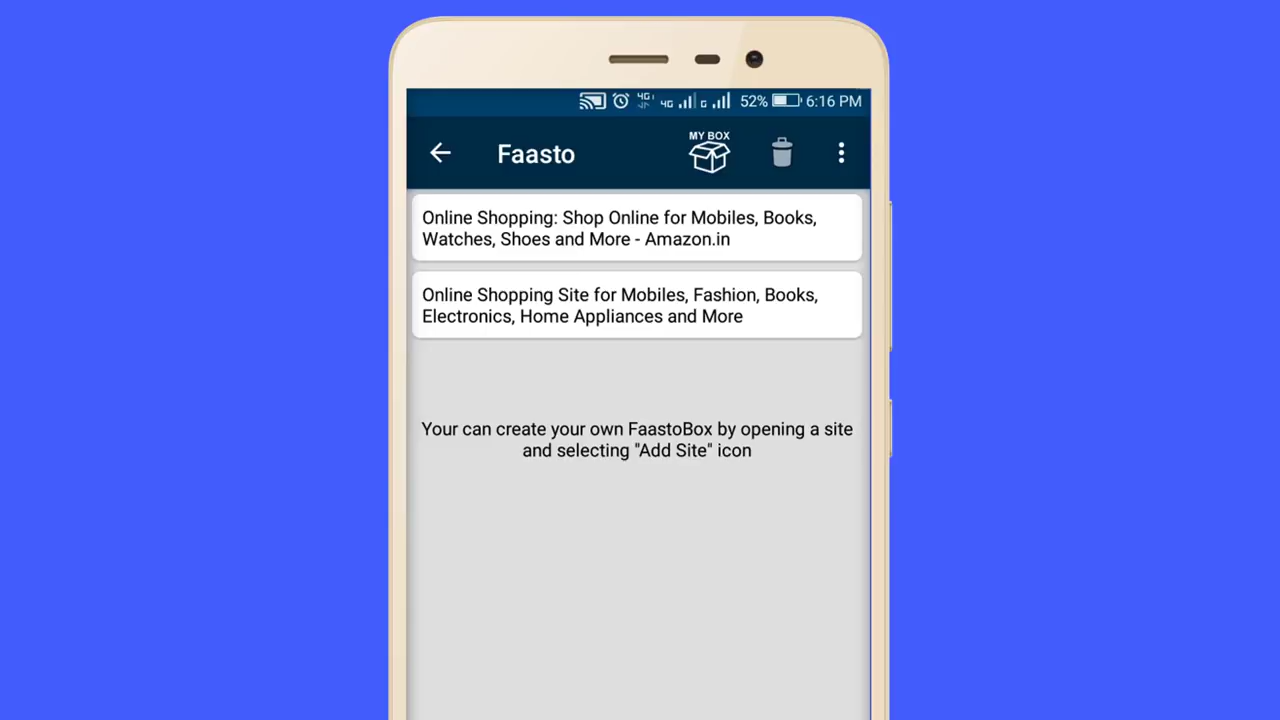 52% 6:16 PM
MY BOX
Faasto
Online Shopping: Shop Online for Mobiles, Books,
Watches, Shoes and More - Amazon.in
Online Shopping Site for Mobiles, Fashion, Books,
Electronics, Home Appliances and More
Your can create your own FaastoBox by opening a site
and selecting "Add Site" icon